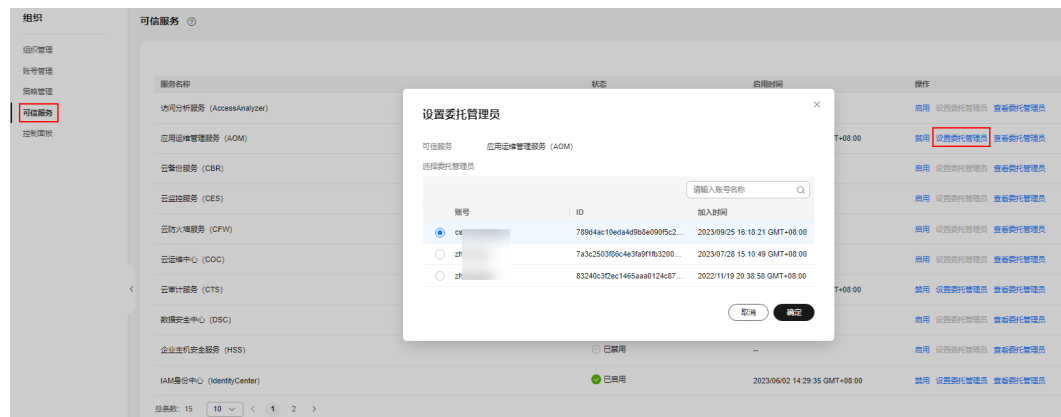 组织
可信服务
组织管理
账号管理
策略管理
可信服务
控制面板
服务名称 状态 启用时间 操作
访问分析服务 (AccessAnalyzer) 启用 设置委托管理员 查看委托管理员
应用运维管理服务 (AOM) T+08:00 禁用 设置委托管理员 查看委托管理员
云备份服务 (CBR) 启用 设置委托管理员 查看委托管理员
云监控服务 (CES) 启用 设置委托管理员 查看委托管理员
云防火墙服务 (CFW) 启用 设置委托管理员 查看委托管理员
云运维中心 (COC) 启用 设置委托管理员 查看委托管理员
云审计服务 (CTS) T+08:00 禁用 设置委托管理员 查看委托管理员
数据安全中心 (DSC) 启用 设置委托管理员 查看委托管理员
企业主机安全服务 (HSS) 已禁用 -- 启用 设置委托管理员 查看委托管理员
IAM身份中心 (IdentityCenter) 已启用 2023/06/02 14:29:35 GMT+08:00 禁用 设置委托管理员 查看委托管理员
总条数: 15 10 < 1 2 >
设置委托管理员
可信服务 应用运维管理服务 (AOM)
选择委托管理员
请输入账号名称
账号 ID 加入时间
cs 789d4ac10eda4d9b8e090f5c2... 2023/09/25 16:18:21 GMT+08:00
zh 7a3c2503f86c4e3fa9f1fb3200... 2023/07/28 15:10:49 GMT+08:00
zh 83240c3f2ec1465aaa0124c87... 2022/11/19 20:38:58 GMT+08:00
取消 确定